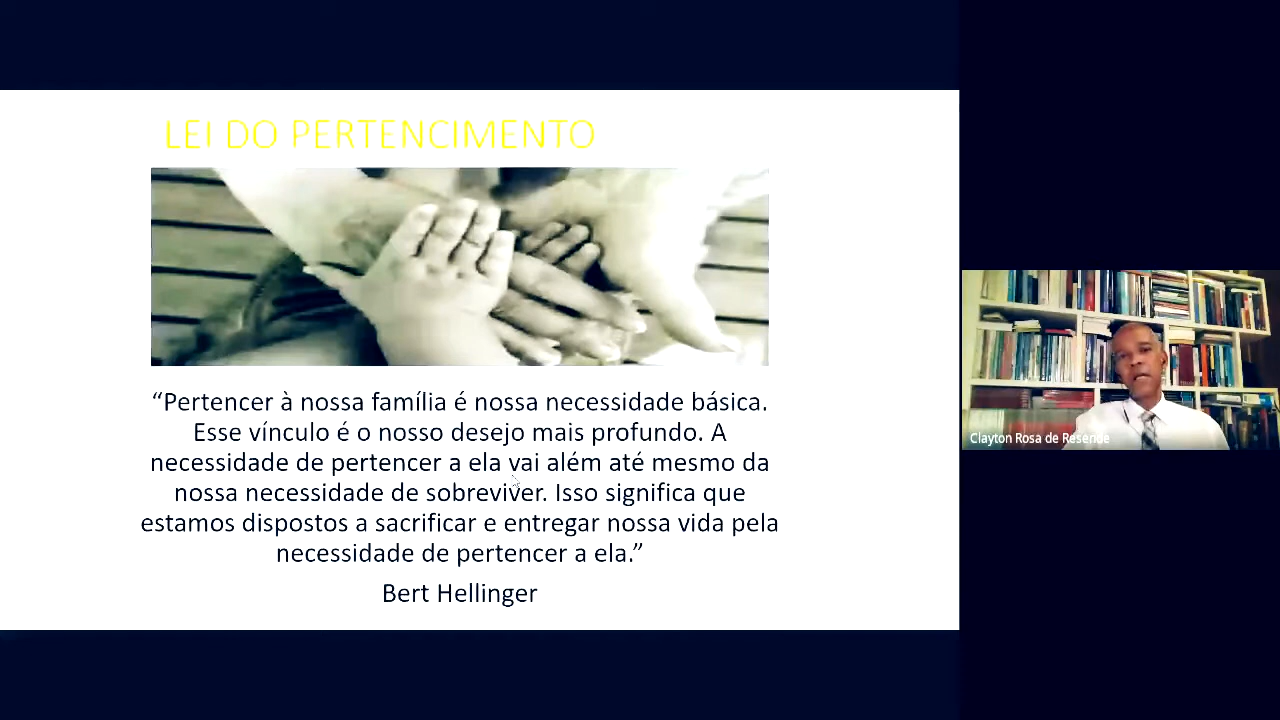 LEI DO PERTENCIMENTO
“Pertencer à nossa família é nossa necessidade básica.
Esse vínculo é o nosso desejo mais profundo. A
necessidade de pertencer a ela vai além até mesmo da
nossa necessidade de sobreviver. Isso significa que
estamos dispostos a sacrificar e entregar nossa vida pela
necessidade de pertencer a ela.”
Bert Hellinger
Clayton Rosa de Resende